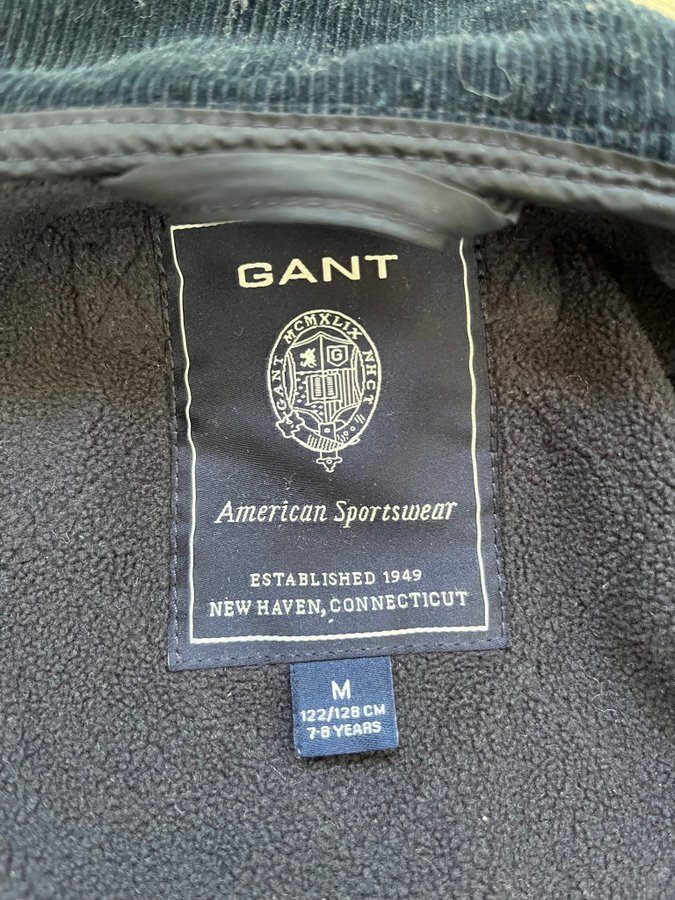 GANT
GANT MCMXLIX NHCT
G
American Sportswear
ESTABLISHED 1949
NEW HAVEN, CONNECTICUT
M
122/128 CM
7-8 YEARS